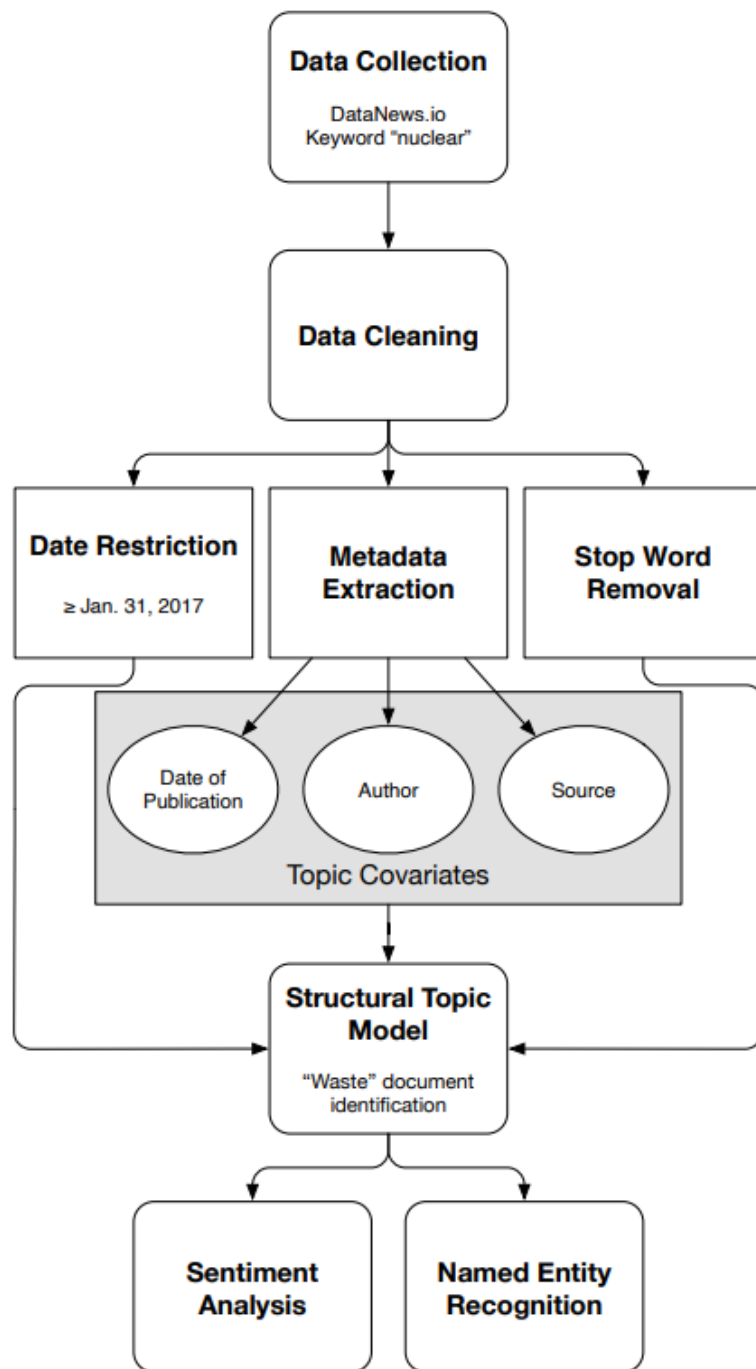 Data Collection
DataNews.io
Keyword “nuclear”
Data Cleaning
Date Restriction
≥ Jan. 31, 2017
Metadata
Extraction
Stop Word
Removal
Date of
Publication
Author
Source
Topic Covariates
Structural Topic
Model
“Waste” document
identification
Sentiment
Analysis
Named Entity
Recognition